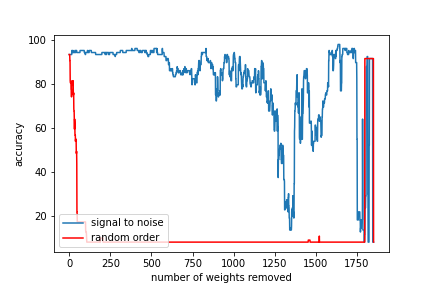 100
80
60
40
20
accuracy
signal to noise
random order
0 250 500 750 1000 1250 1500 1750
number of weights removed